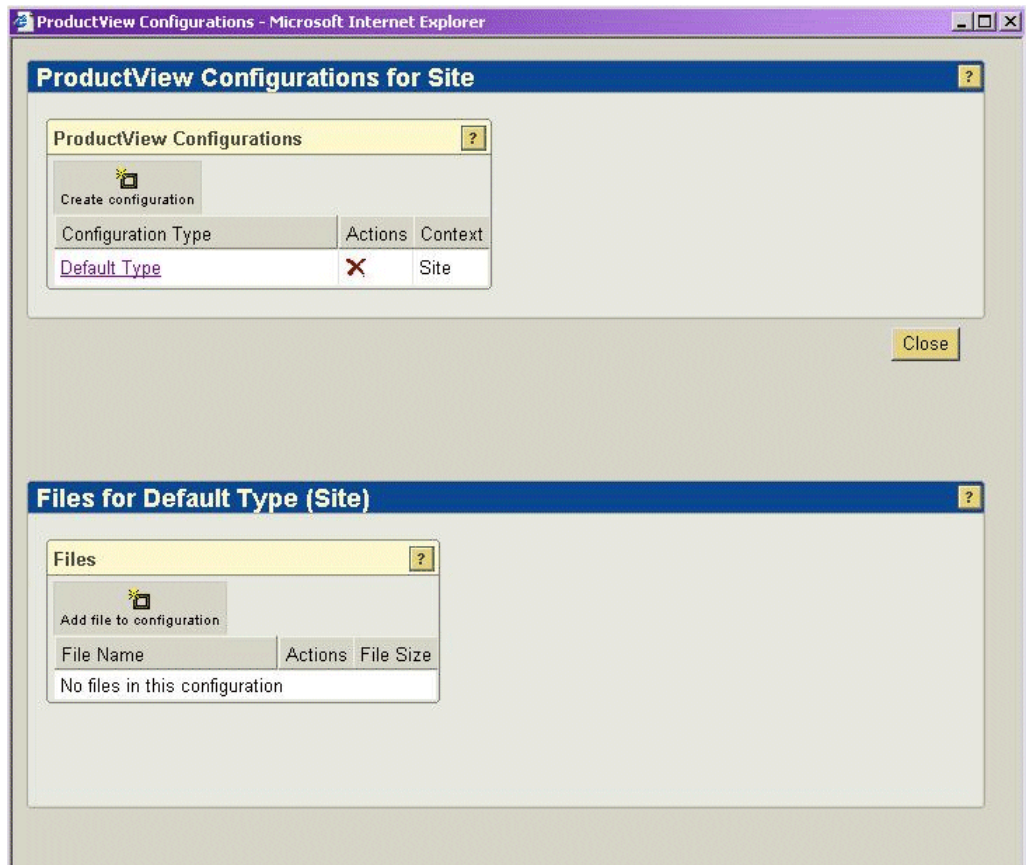 ProductView Configurations - Microsoft Internet Explorer
ProductView Configurations for Site
?
ProductView Configurations
?
Create configuration
Configuration Type Actions Context
Default Type Site
Close
Files for Default Type (Site)
?
Files
?
Add file to configuration
File Name Actions File Size
No files in this configuration